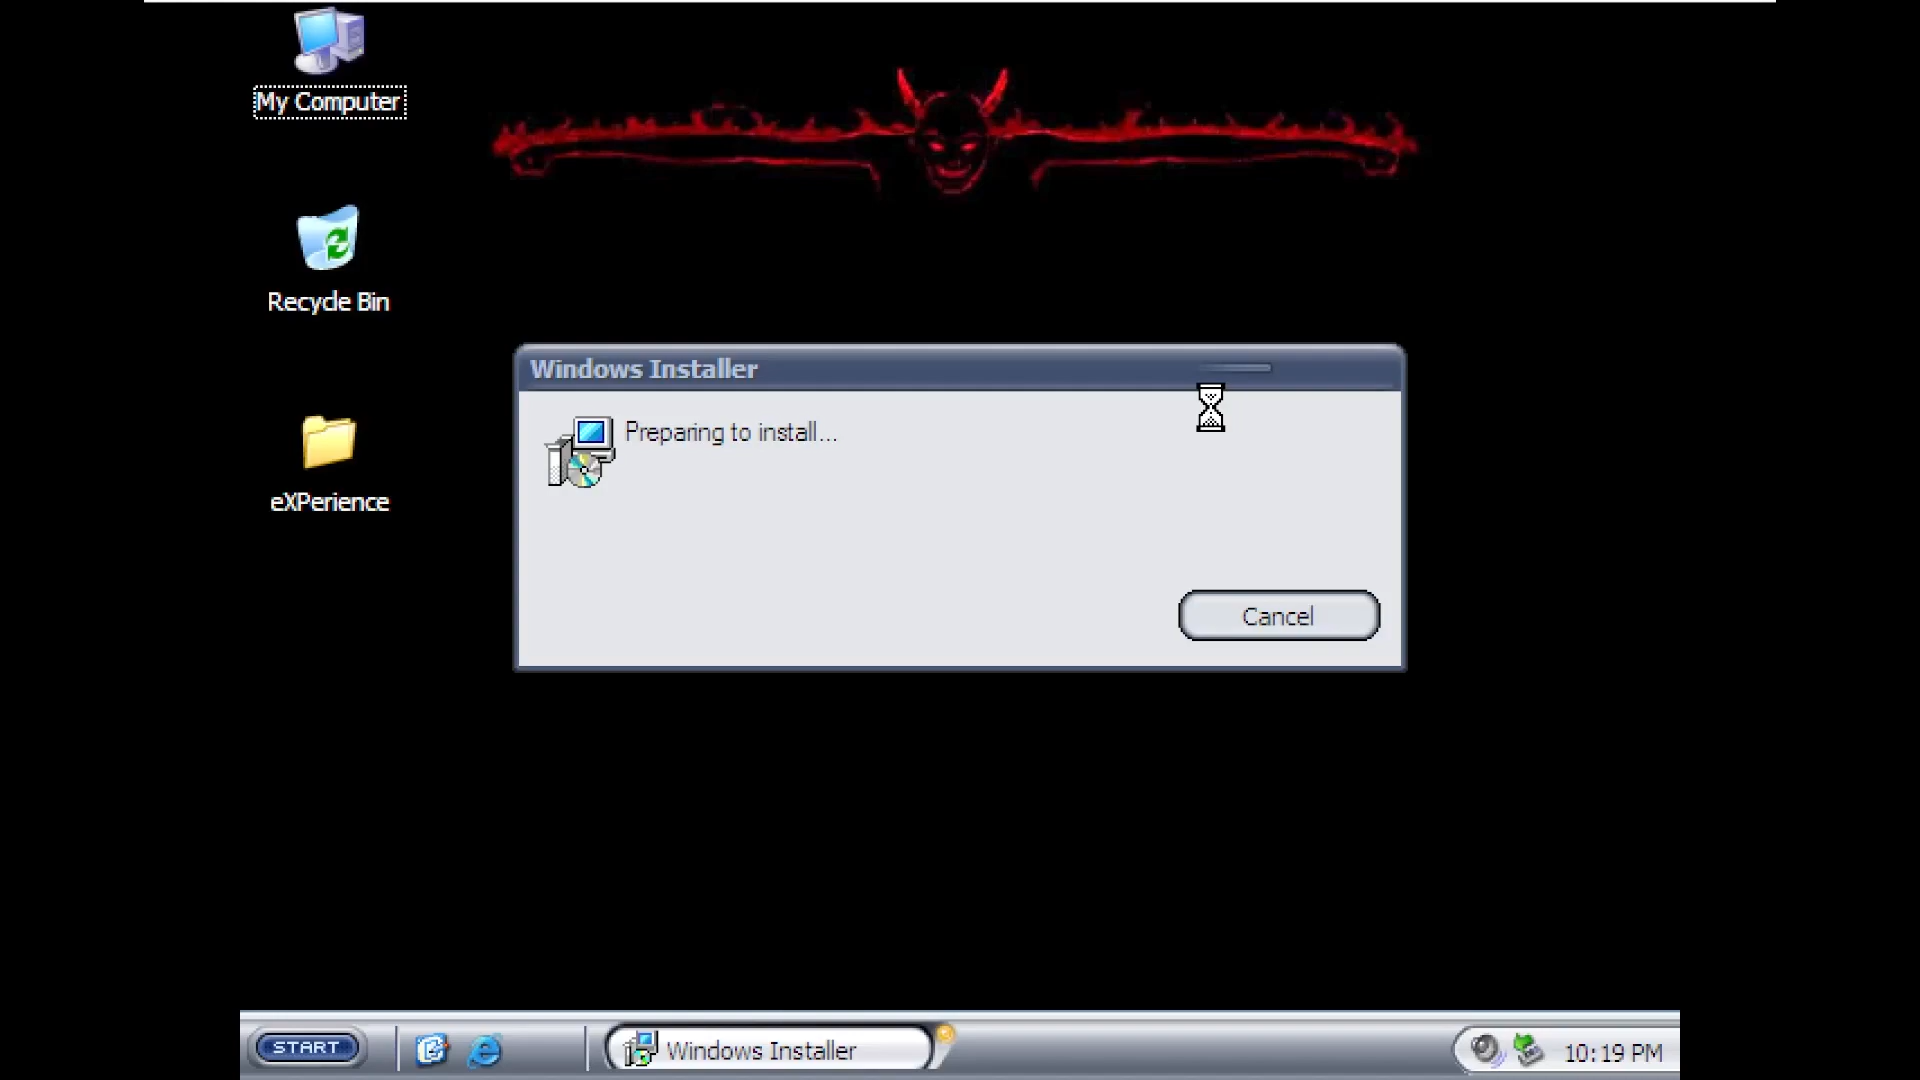 My Computer
Recycle Bin
eXPerience
Windows Installer
Preparing to install...
Cancel
START
Windows Installer
10:19 PM